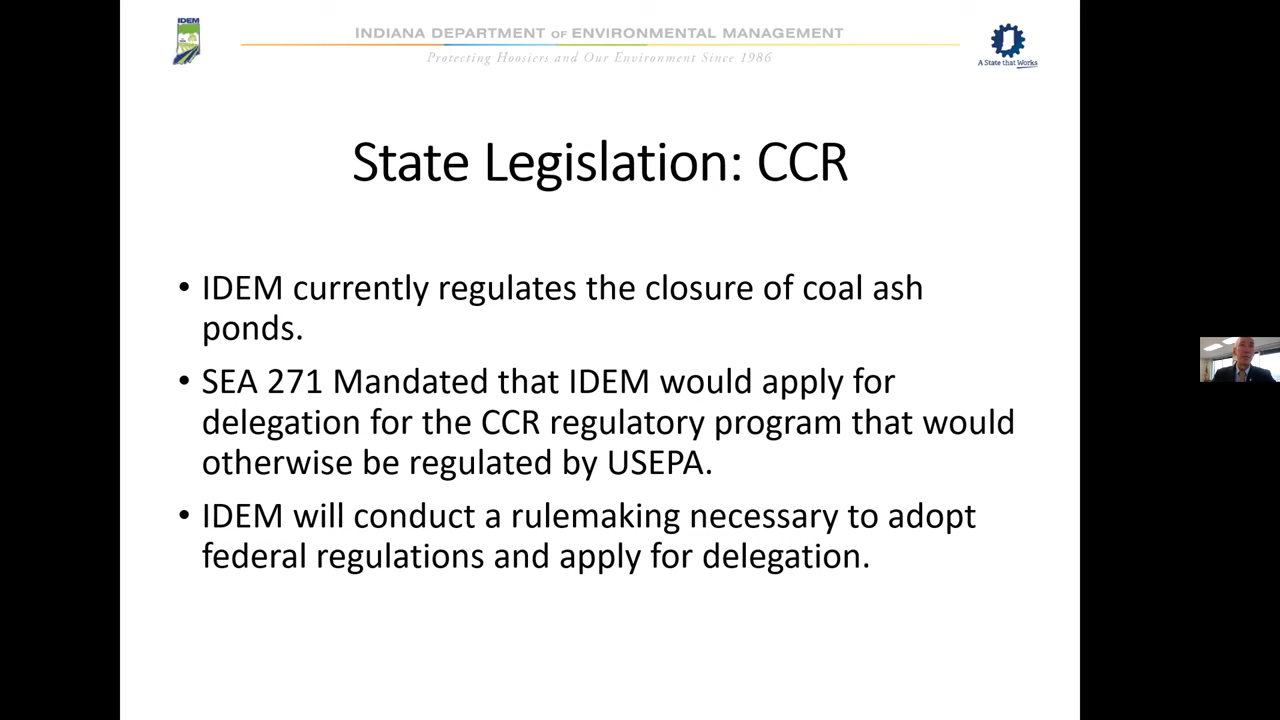 IDEM
INDIANA DEPARTMENT OF ENVIRONMENTAL MANAGEMENT
Protecting Hoosiers and Our Environment Since 1986
A State that Works
State Legislation: CCR
• IDEM currently regulates the closure of coal ash
ponds.
• SEA 271 Mandated that IDEM would apply for
delegation for the CCR regulatory program that would
otherwise be regulated by USEPA.
• IDEM will conduct a rulemaking necessary to adopt
federal regulations and apply for delegation.